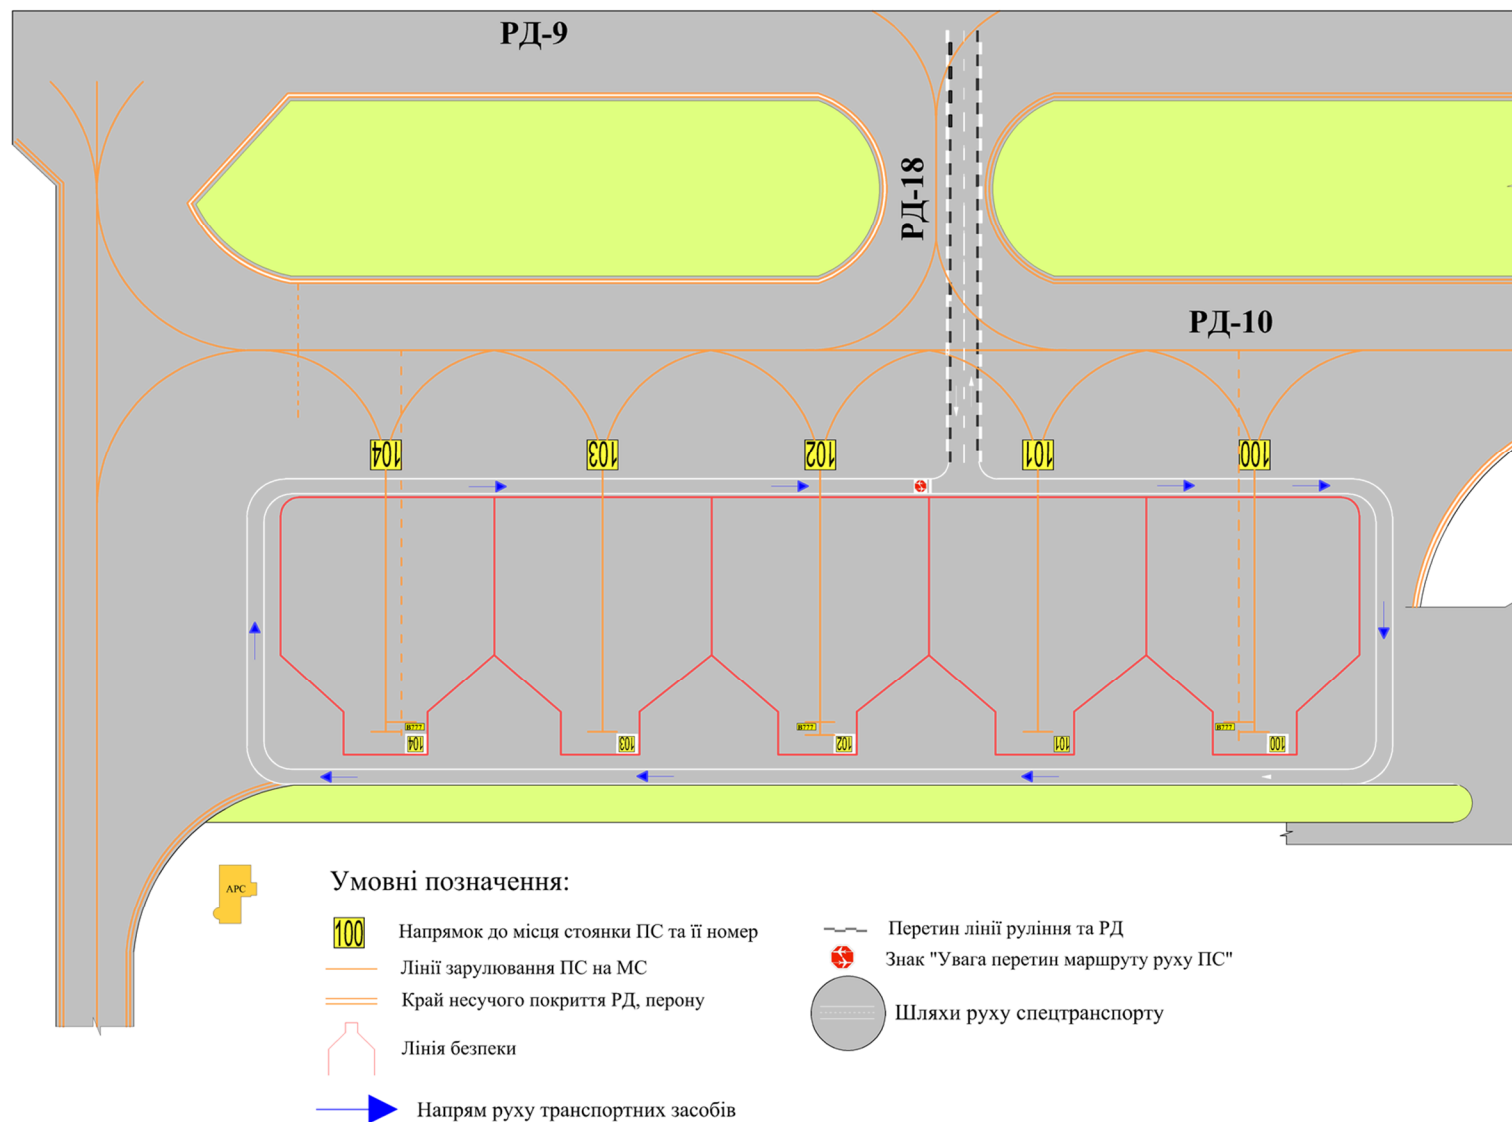 РД-9
РД-18
РД-10
104
103
102
101
100
B777
104
103
B777
102
101
B777
100
АРС
Умовні позначення:
100
Напрямок до місця стоянки ПС та її номер
Лінії зарулювання ПС на МС
Край несучого покриття РД, перону
Лінія безпеки
Напрям руху транспортних засобів
Перетин лінії руління та РД
Знак "Увага перетин маршруту руху ПС"
Шляхи руху спецтранспорту